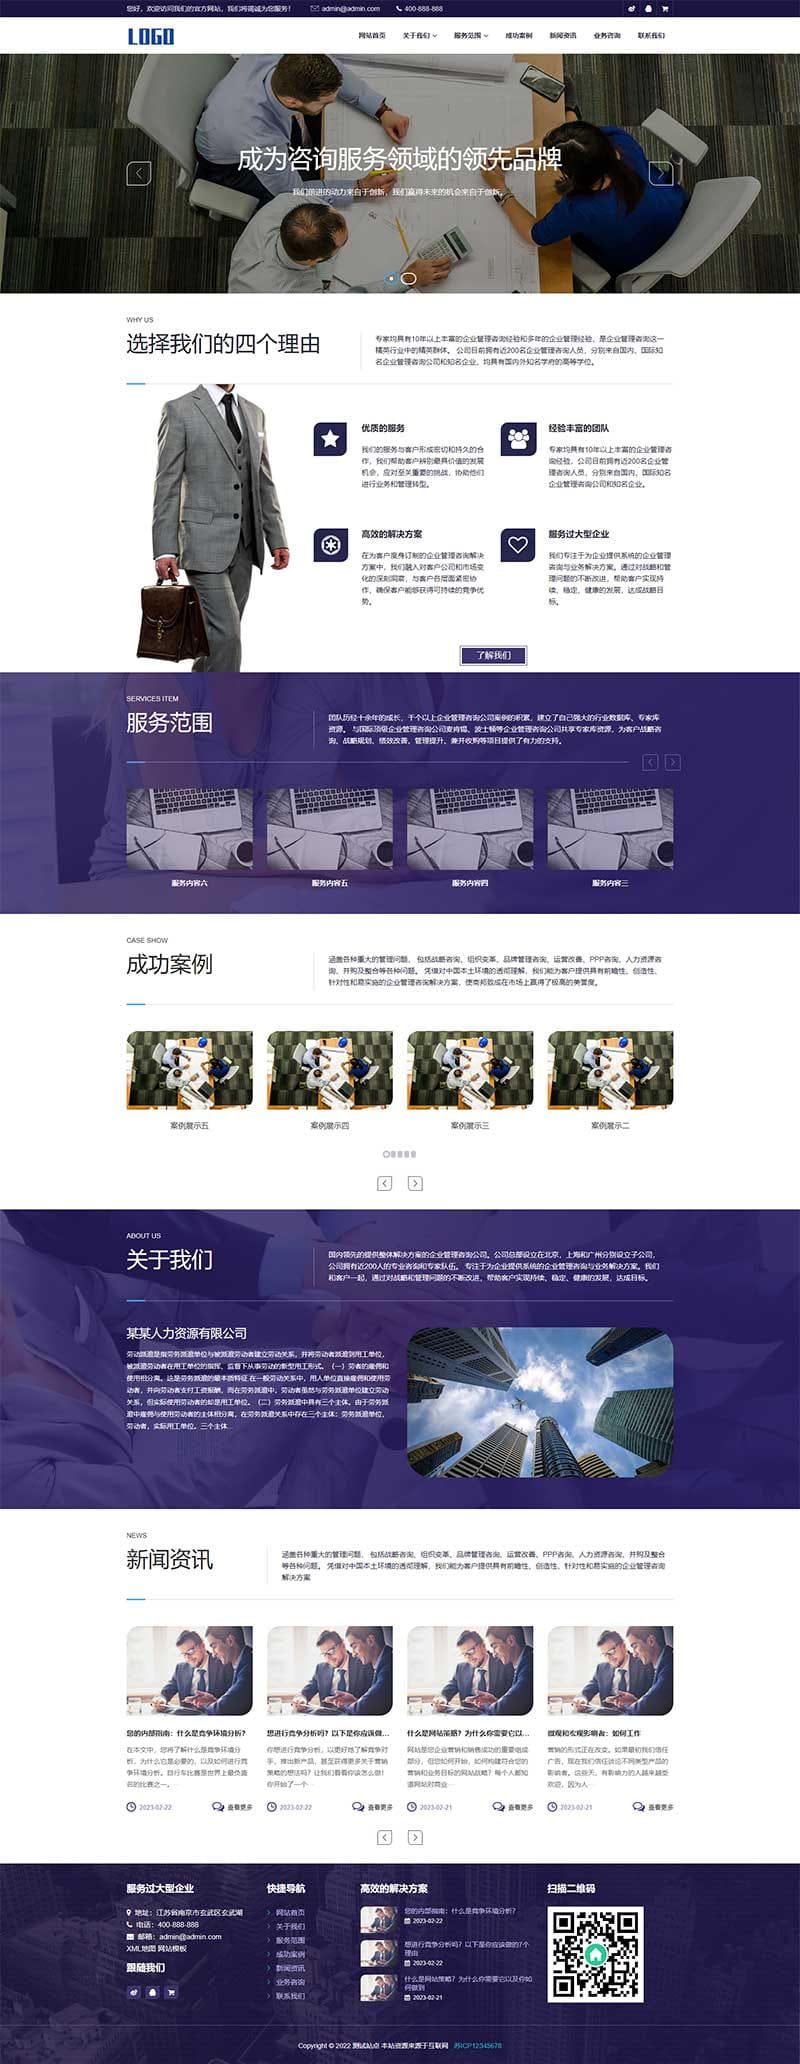 您好，欢迎访问我们的官方网站，我们将竭诚为您服务！ admin@admin.com 400-888-888
LOGO 网站首页 关于我们 服务范围 成功案例 新闻资讯 业务咨询 联系我们
成为咨询服务领域的领先品牌
我们前进的动力来自于创新，我们赢得未来的机会来自于创新。
WHY US
选择我们的四个理由
专家均具有10年以上丰富的企业管理咨询经验和多年的企业管理经验，是企业管理咨询这一
精英行业中的精英群体。 公司目前拥有近200名企业管理咨询人员，分别来自国内、国际知
名企业管理咨询公司和知名企业，均具有国内外知名学府的高等学位。
优质的服务
我们的服务与客户形成密切和持久的合
作，我们帮助客户辨别最具价值的发展
机会，应对至关重要的挑战，协助他们
进行业务和管理转型。
经验丰富的团队
专家均具有10年以上丰富的企业管理咨
询经验，公司目前拥有近200名企业管
理咨询人员，分别来自国内、国际知名
企业管理咨询公司和知名企业。
高效的解决方案
在为客户度身订制的企业管理咨询解决
方案中，我们融入对客户公司和市场变
化的深刻洞察，与客户各层面紧密协
作，确保客户能够获得可持续的竞争优
势。
服务过大型企业
我们专注于为企业提供系统的企业管理
咨询与业务解决方案。通过对战略和管
理问题的不断改进，帮助客户实现持
续、稳定、健康的发展，达成战略目
标。
了解我们
SERVICES ITEM
服务范围
团队历经十余年的成长，千个以上企业管理咨询公司案例的积累，建立了自己强大的行业数据库、专家库
资源。 与国际顶级企业管理咨询公司麦肯锡、波士顿等企业管理咨询公司共享专家库资源，为客户战略咨
询、战略规划、绩效改善、管理提升、兼并收购等项目提供了有力的支持。
服务内容六 服务内容五 服务内容四 服务内容三
CASE SHOW
成功案例
涵盖各种重大的管理问题， 包括战略咨询、组织变革、品牌管理咨询、运营改善、PPP咨询、人力资源咨
询、并购及整合等各种问题。 凭借对中国本土环境的透彻理解，我们能为客户提供具有前瞻性、创造性、
针对性和易实施的企业管理咨询解决方案，使南邦致成在市场上赢得了极高的美誉度。
案例展示五 案例展示四 案例展示三 案例展示二
ABOUT US
关于我们
国内领先的提供整体解决方案的企业管理咨询公司。公司总部设立在北京，上海和广州分别设立子公司，
公司拥有近200人的专业咨询和专家队伍。 专注于为企业提供系统的企业管理咨询与业务解决方案。我们
和客户一起，通过对战略和管理问题的不断改进，帮助客户实现持续、稳定、健康的发展，达成目标。
某某人力资源有限公司
劳动派遣是指劳务派遣单位与被派遣劳动者建立劳动关系，并将劳动者派遣到用工单位，
被派遣劳动者在用工单位的指挥、监督下从事劳动的新型用工形式。（一）劳者的雇佣和
使用相分离。这是劳务派遣的最本质特征.在一般劳动关系中，用人单位直接雇佣和使用劳
动者，并向劳动者支付工资报酬，而在劳务派遣中，劳动者虽然与劳务派遣单位建立劳动
关系，但实际使用劳动者的却是用工单位。（二）劳务派遣中具有三个主体。由于劳务派
遣中雇佣与使用劳动者的主体相分离，在劳务派遣关系中存在三个主体：劳务派遣单位，
劳动者，实际用工单位。三个主体...
NEWS
新闻资讯
涵盖各种重大的管理问题， 包括战略咨询、组织变革、品牌管理咨询、运营改善、PPP咨询、人力资源咨询、并购及整合
等各种问题。 凭借对中国本土环境的透彻理解，我们能为客户提供具有前瞻性、创造性、针对性和易实施的企业管理咨询
解决方案
您的内部指南：什么是竞争环境分析？
在本文中，您将了解什么是竞争环境分
析，为什么它是必要的，以及如何进行竞
争环境分析。自行车比赛是世界上最伪造
名的比赛之一。...
2023-02-22 查看更多
想进行竞争分析吗？以下是你应该做...
你想进行竞争分析，以更好地了解竞争对
手，推出新产品，甚至获得更多关于营销
策略的想法吗？让我们看看你该怎么做！
你开始了一个...
2023-02-22 查看更多
什么是网站策略？为什么你需要它以...
网站是您企业营销和销售成功的重要组成
部分，但您如何开始，如何构建符合您的
营销和业务目标的网站战略？每个人都知
道网站对商业...
2023-02-21 查看更多
微观和宏观影响者：如何工作
营销的形式正在改变。如果最初我们信任
广告，现在我们信任谈论不同类型产品的
影响者。这些天，有影响力的人越来越受
欢迎，因为人...
2023-02-21 查看更多
服务过大型企业
地址：江苏省南京市玄武区玄武湖
电话：400-888-888
邮箱：admin@admin.com
XML地图 网站模板
跟随我们
快捷导航
网站首页
关于我们
服务范围
成功案例
新闻资讯
业务咨询
联系我们
高效的解决方案
您的内部指南：什么是竞争环境分析？
2023-02-22
想进行竞争分析吗？以下是你应该做的7个
理由
2023-02-22
什么是网站策略？为什么你需要它以及你如
何做到
2023-02-21
扫描二维码
Copyright © 2022 测试站点 本站资源来源于互联网 苏ICP12345678